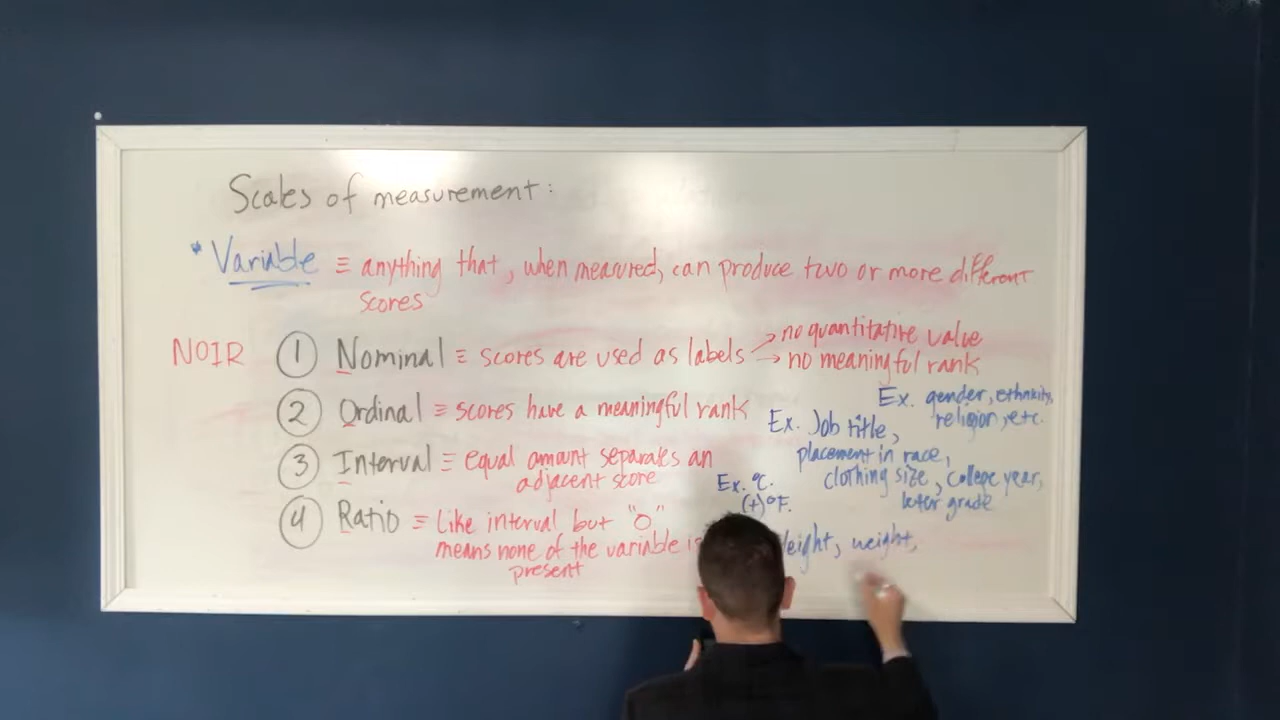 Scales of measurement:
* Variable ≡ anything that, when measured, can produce two or more different
scores
NOIR ① Nominal ≡ scores are used as labels → no quantitative value
→ no meaningful rank
Ex. gender, ethnicity,
religion, etc.
② Ordinal ≡ scores have a meaningful rank
Ex. Job title,
placement in race,
clothing size, college year,
letter grade
③ Interval ≡ equal amount separates an
adjacent score
Ex. °C.
(+)°F.
④ Ratio ≡ Like interval but "0"
means none of the variable is
present
weight,